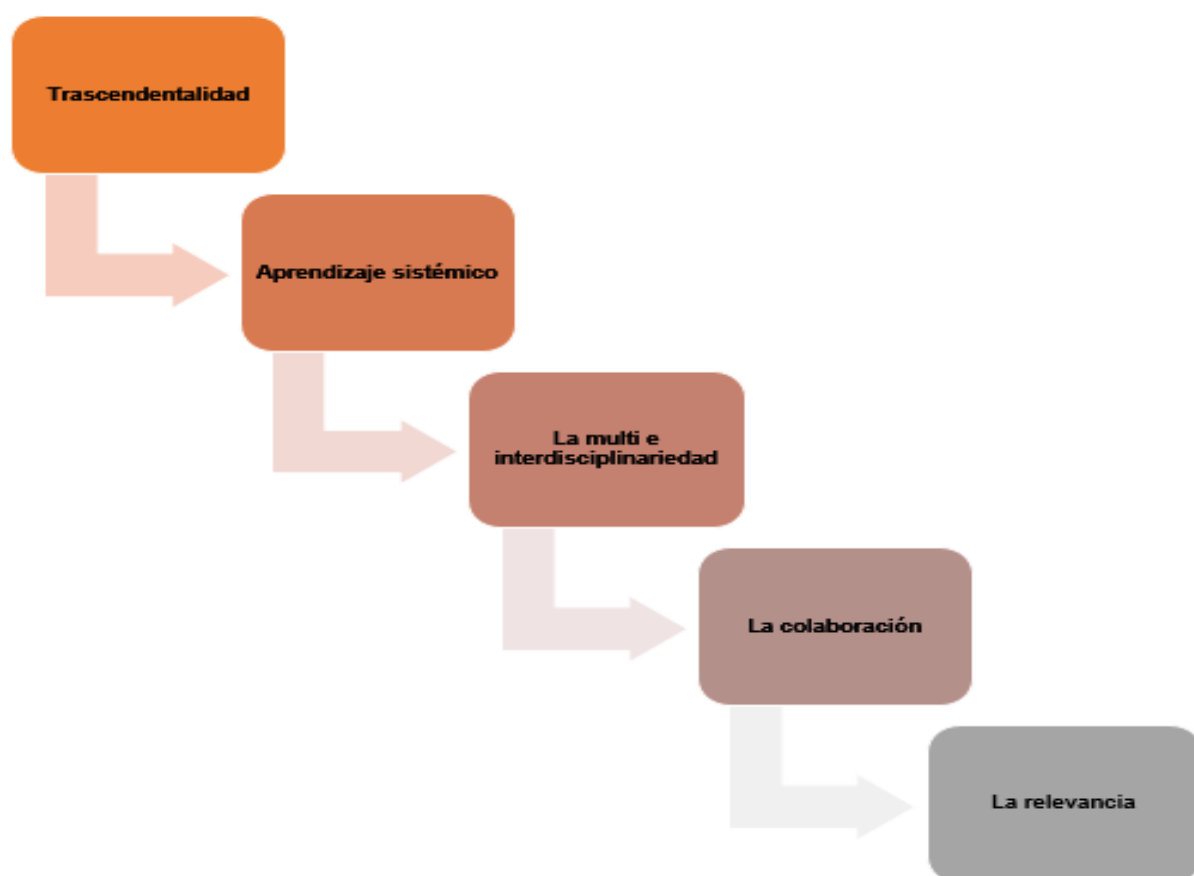 Trascendentalidad
Aprendizaje sistémico
La multi e
interdisciplinariedad
La colaboración
La relevancia